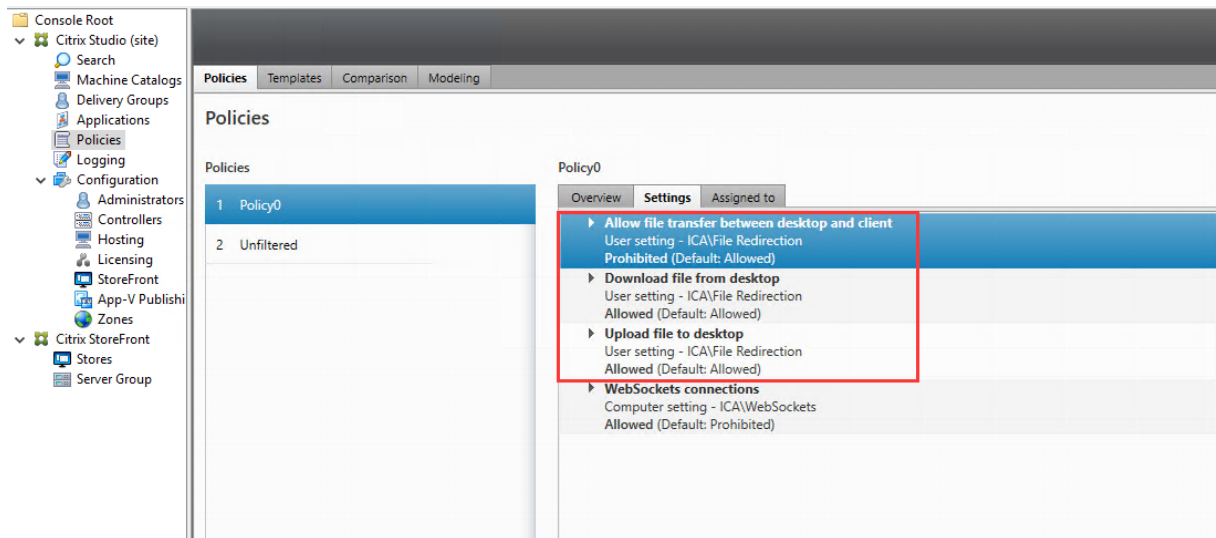 Console Root
Citrix Studio (site)
Search
Machine Catalogs
Delivery Groups
Applications
Policies
Logging
Configuration
Administrators
Controllers
Hosting
Licensing
StoreFront
App-V Publishi
Zones
Citrix StoreFront
Stores
Server Group
Policies Templates Comparison Modeling
Policies
Policies
1 Policy0
2 Unfiltered
Policy0
Overview Settings Assigned to
Allow file transfer between desktop and client
User setting - ICA\File Redirection
Prohibited (Default: Allowed)
Download file from desktop
User setting - ICA\File Redirection
Allowed (Default: Allowed)
Upload file to desktop
User setting - ICA\File Redirection
Allowed (Default: Allowed)
WebSockets connections
Computer setting - ICA\WebSockets
Allowed (Default: Prohibited)